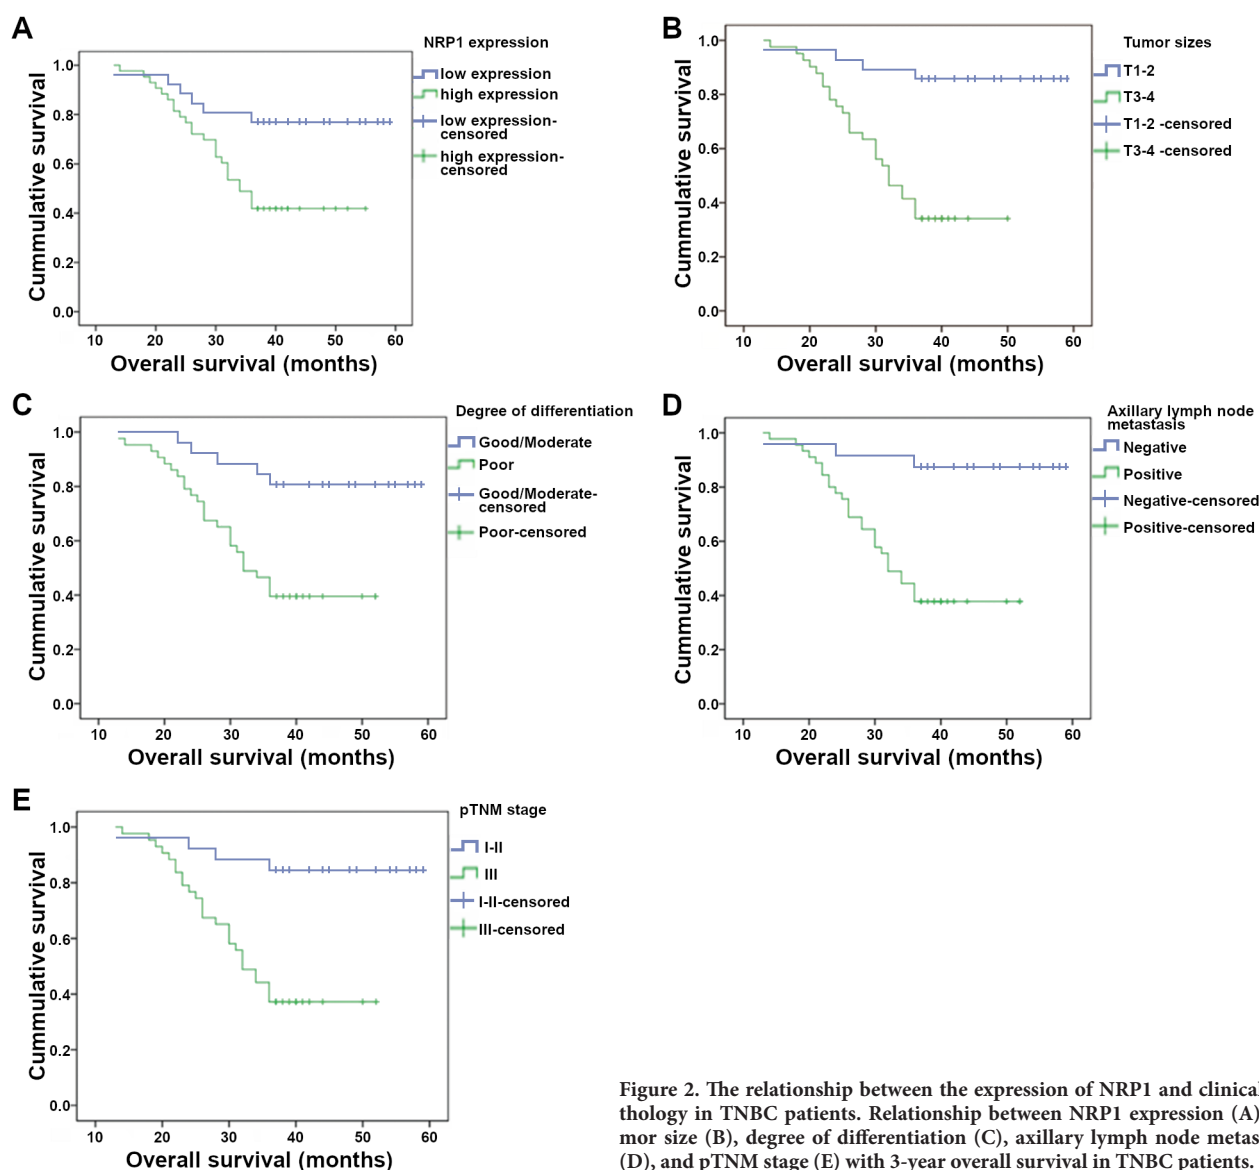 A
NRP1 expression
low expression
high expression
low expression-
censored
high expression-
censored
Cummulative survival
1.0
0.8
0.6
0.4
0.2
0.0
10 20 30 40 50 60
Overall survival (months)
B
Tumor sizes
T1-2
T3-4
T1-2 -censored
T3-4 -censored
Cummulative survival
1.0
0.8
0.6
0.4
0.2
0.0
10 20 30 40 50 60
Overall survival (months)
C
Degree of differentiation
Good/Moderate
Poor
Good/Moderate-
censored
Poor-censored
Cummulative survival
1.0
0.8
0.6
0.4
0.2
0.0
10 20 30 40 50 60
Overall survival (months)
D
Axillary lymph node
metastasis
Negative
Positive
Negative-censored
Positive-censored
Cummulative survival
1.0
0.8
0.6
0.4
0.2
0.0
10 20 30 40 50 60
Overall survival (months)
E
pTNM stage
I-II
III
I-II-censored
III-censored
Cummulative survival
1.0
0.8
0.6
0.4
0.2
0.0
10 20 30 40 50 60
Overall survival (months)
Figure 2. The relationship between the expression of NRP1 and clinical
thology in TNBC patients. Relationship between NRP1 expression (A)
mor size (B), degree of differentiation (C), axillary lymph node metas
(D), and pTNM stage (E) with 3-year overall survival in TNBC patients.